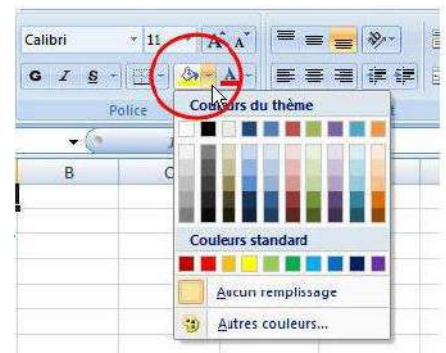 Calibri 11 A A
G I S A
Police
Couleurs du thème
B C
Couleurs standard
Aucun remplissage
Autres couleurs...